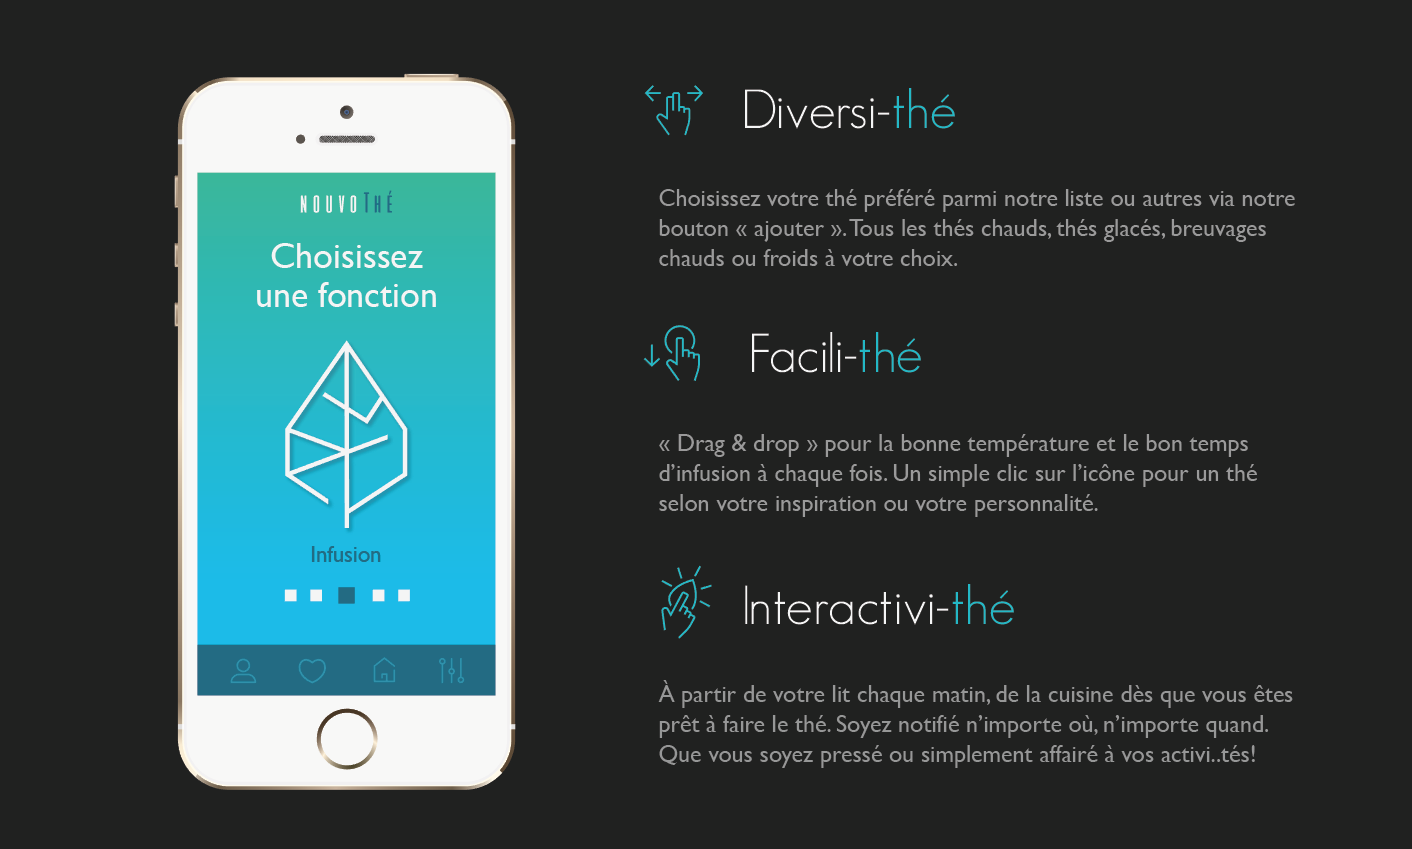 NOUVOTHÉ
Choisissez
une fonction
Infusion
Diversi-thé
Choisissez votre thé préféré parmi notre liste ou autres via notre
bouton « ajouter ». Tous les thés chauds, thés glacés, breuvages
chauds ou froids à votre choix.
Facili-thé
« Drag & drop » pour la bonne température et le bon temps
d’infusion à chaque fois. Un simple clic sur l’icône pour un thé
selon votre inspiration ou votre personnalité.
Interactivi-thé
À partir de votre lit chaque matin, de la cuisine dès que vous êtes
prêt à faire le thé. Soyez notifié n’importe où, n’importe quand.
Que vous soyez pressé ou simplement affairé à vos activi..tés!